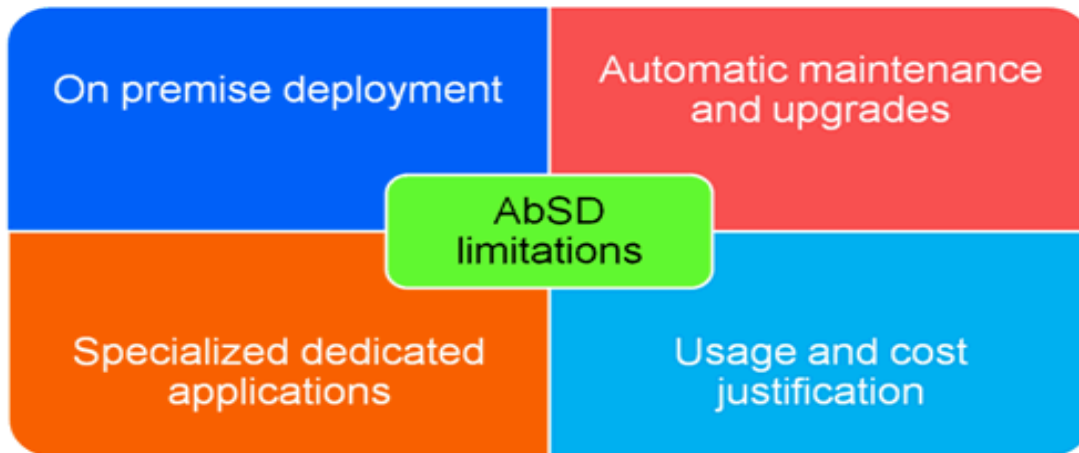 On premise deployment
Automatic maintenance
and upgrades
AbSD
limitations
Specialized dedicated
applications
Usage and cost
justification